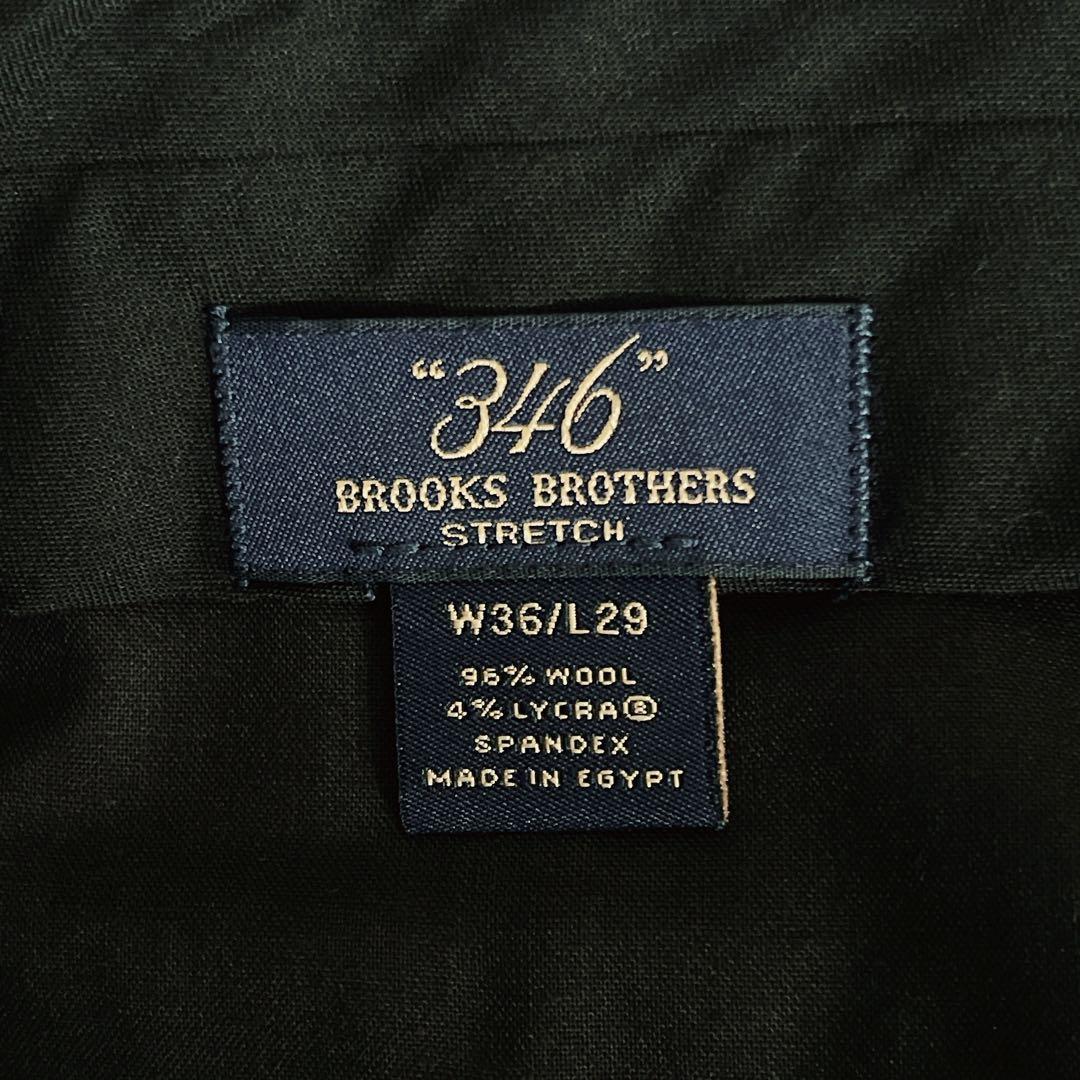 “346”
BROOKS BROTHERS
STRETCH
W36/L29
96% WOOL
4% LYCRA®
SPANDEX
MADE IN EGYPT